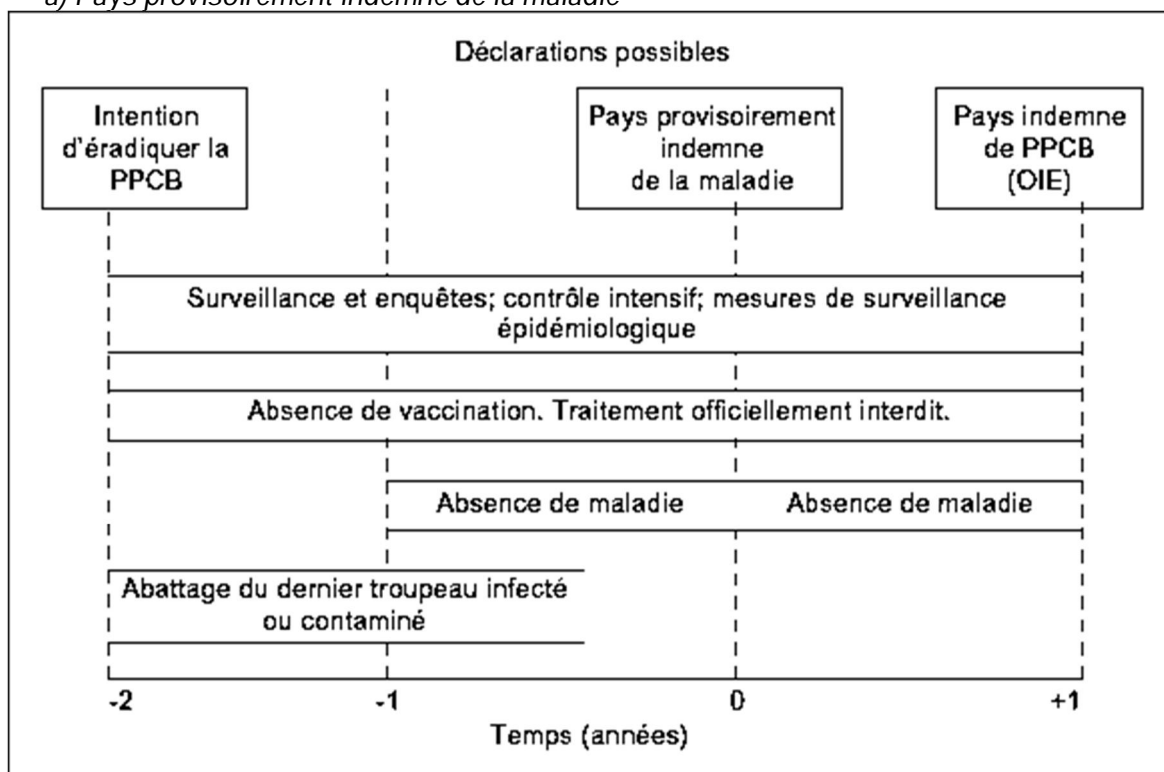 a) Pays provisoirement indemne de la maladie
Déclarations possibles
Intention
d'éradiquer la
PPCB
Pays provisoirement
indemne
de la maladie
Pays indemne
de PPCB
(OIE)
Surveillance et enquêtes; contrôle intensif; mesures de surveillance
épidémiologique
Absence de vaccination. Traitement officiellement interdit.
Absence de maladie
Absence de maladie
Abattage du dernier troupeau infecté
ou contaminé
-2
-1
0
+1
Temps (années)